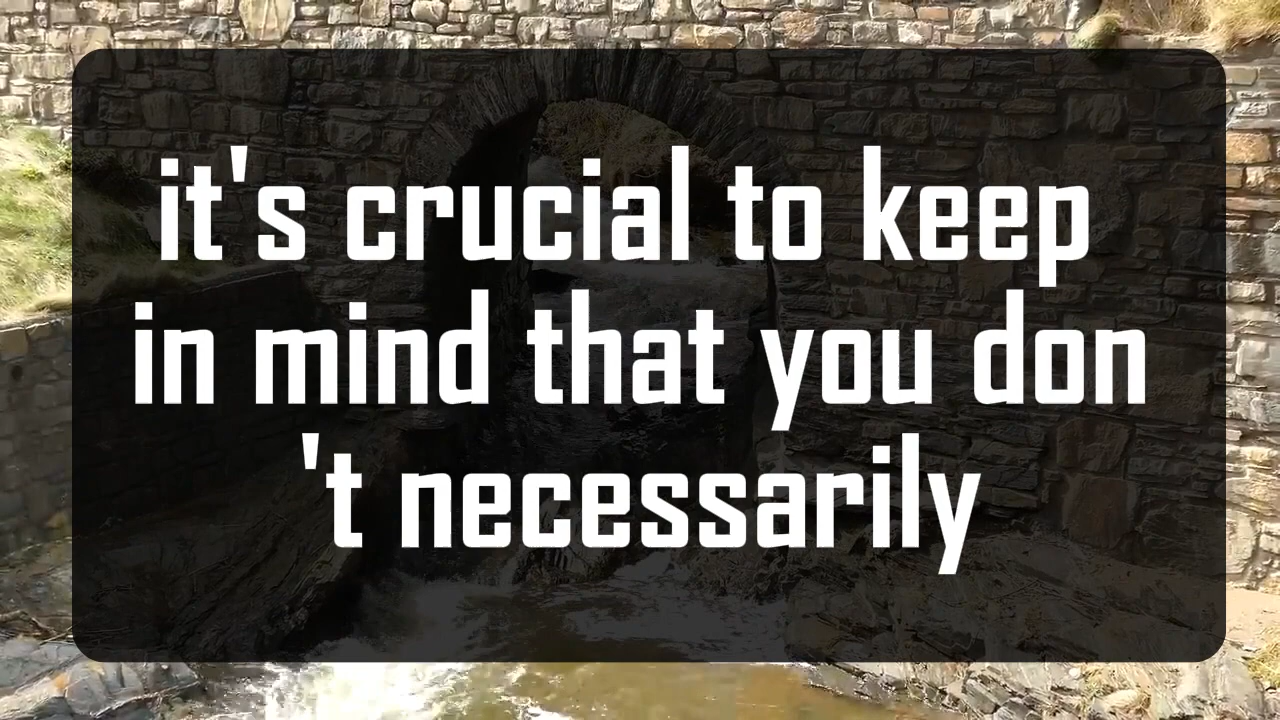 it's crucial to keep
in mind that you don
't necessarily